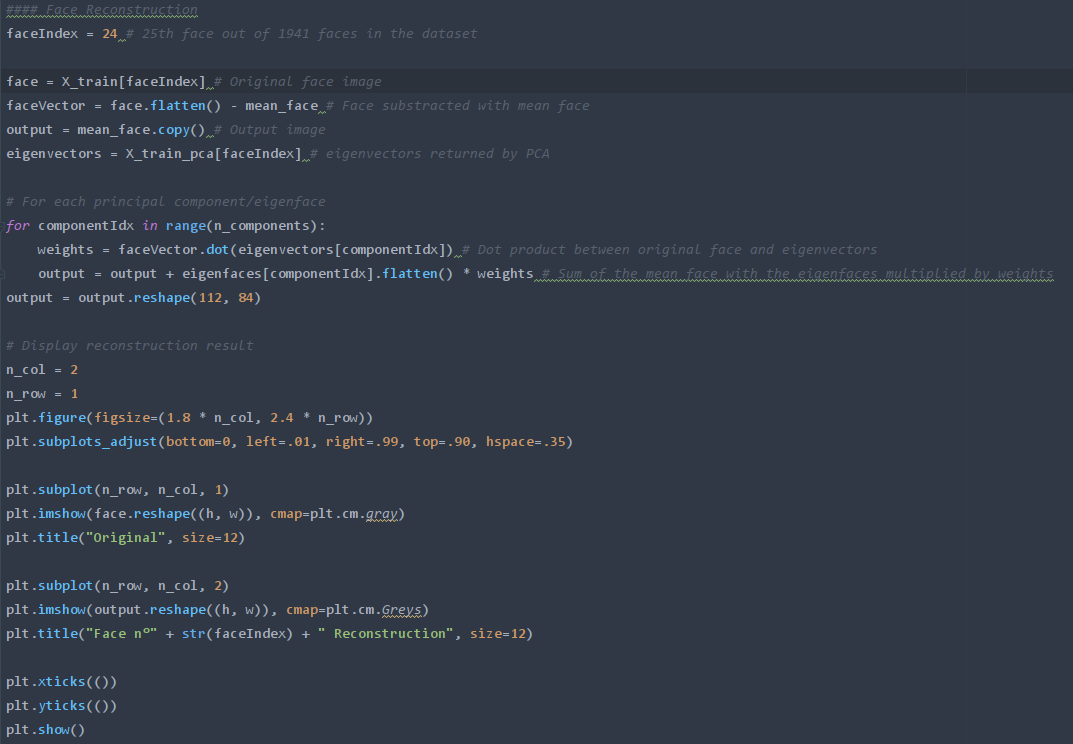 #### Face Reconstruction
faceIndex = 24 # 25th face out of 1941 faces in the dataset
face = X_train[faceIndex] # Original face image
faceVector = face.flatten() - mean_face # Face substracted with mean face
output = mean_face.copy() # Output image
eigenvectors = X_train_pca[faceIndex] # eigenvectors returned by PCA
# For each principal component/eigenface
for componentIdx in range(n_components):
    weights = faceVector.dot(eigenvectors[componentIdx]) # Dot product between original face and eigenvectors
    output = output + eigenfaces[componentIdx].flatten() * weights # Sum of the mean face with the eigenfaces multiplied by weights
output = output.reshape(112, 84)
# Display reconstruction result
n_col = 2
n_row = 1
plt.figure(figsize=(1.8 * n_col, 2.4 * n_row))
plt.subplots_adjust(bottom=0, left=.01, right=.99, top=.90, hspace=.35)
plt.subplot(n_row, n_col, 1)
plt.imshow(face.reshape((h, w)), cmap=plt.cm.gray)
plt.title("Original", size=12)
plt.subplot(n_row, n_col, 2)
plt.imshow(output.reshape((h, w)), cmap=plt.cm.Greys)
plt.title("Face nº" + str(faceIndex) + " Reconstruction", size=12)
plt.xticks(())
plt.yticks(())
plt.show()